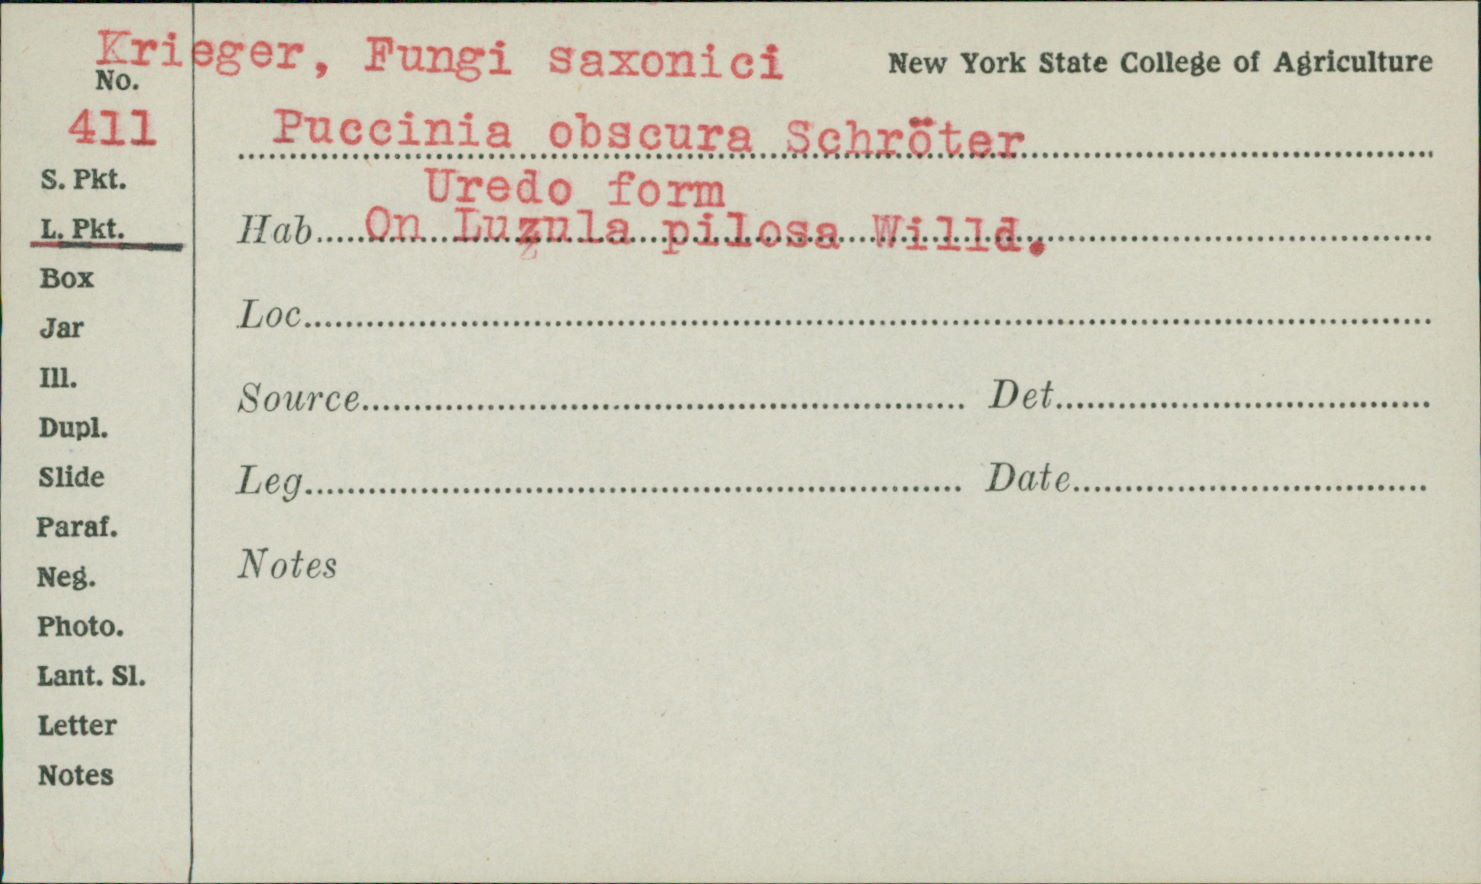 Krieger, Fungi saxonici
New York State College of Agriculture
No.
411
Puccinia obscura Schröter
Uredo form
S. Pkt.
L. Pkt.
Hab. On Luzula pilosa Willd.
Box
Loc.
Jar
Ill.
Source
Det.
Dupl.
Slide
Leg.
Date
Paraf.
Neg.
Notes
Photo.
Lant. Sl.
Letter
Notes